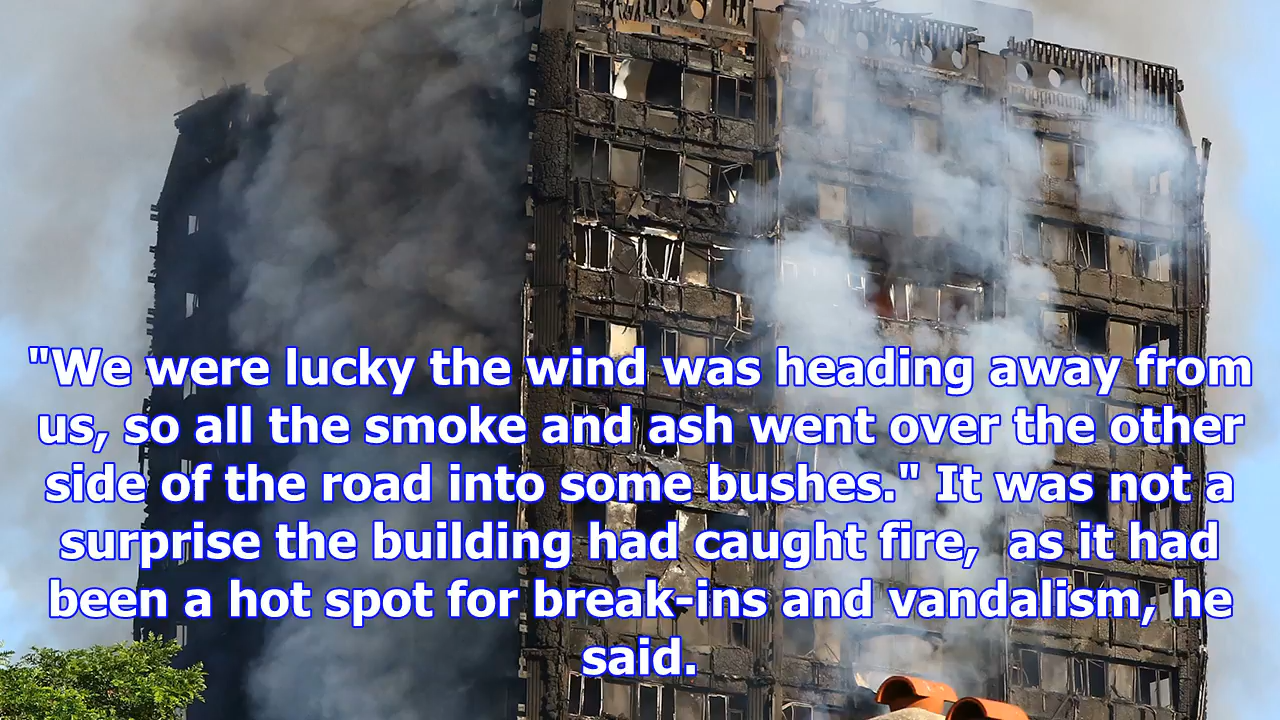 "We were lucky the wind was heading away from
us, so all the smoke and ash went over the other
side of the road into some bushes." It was not a
surprise the building had caught fire,  as it had
been a hot spot for break-ins and vandalism, he
said.